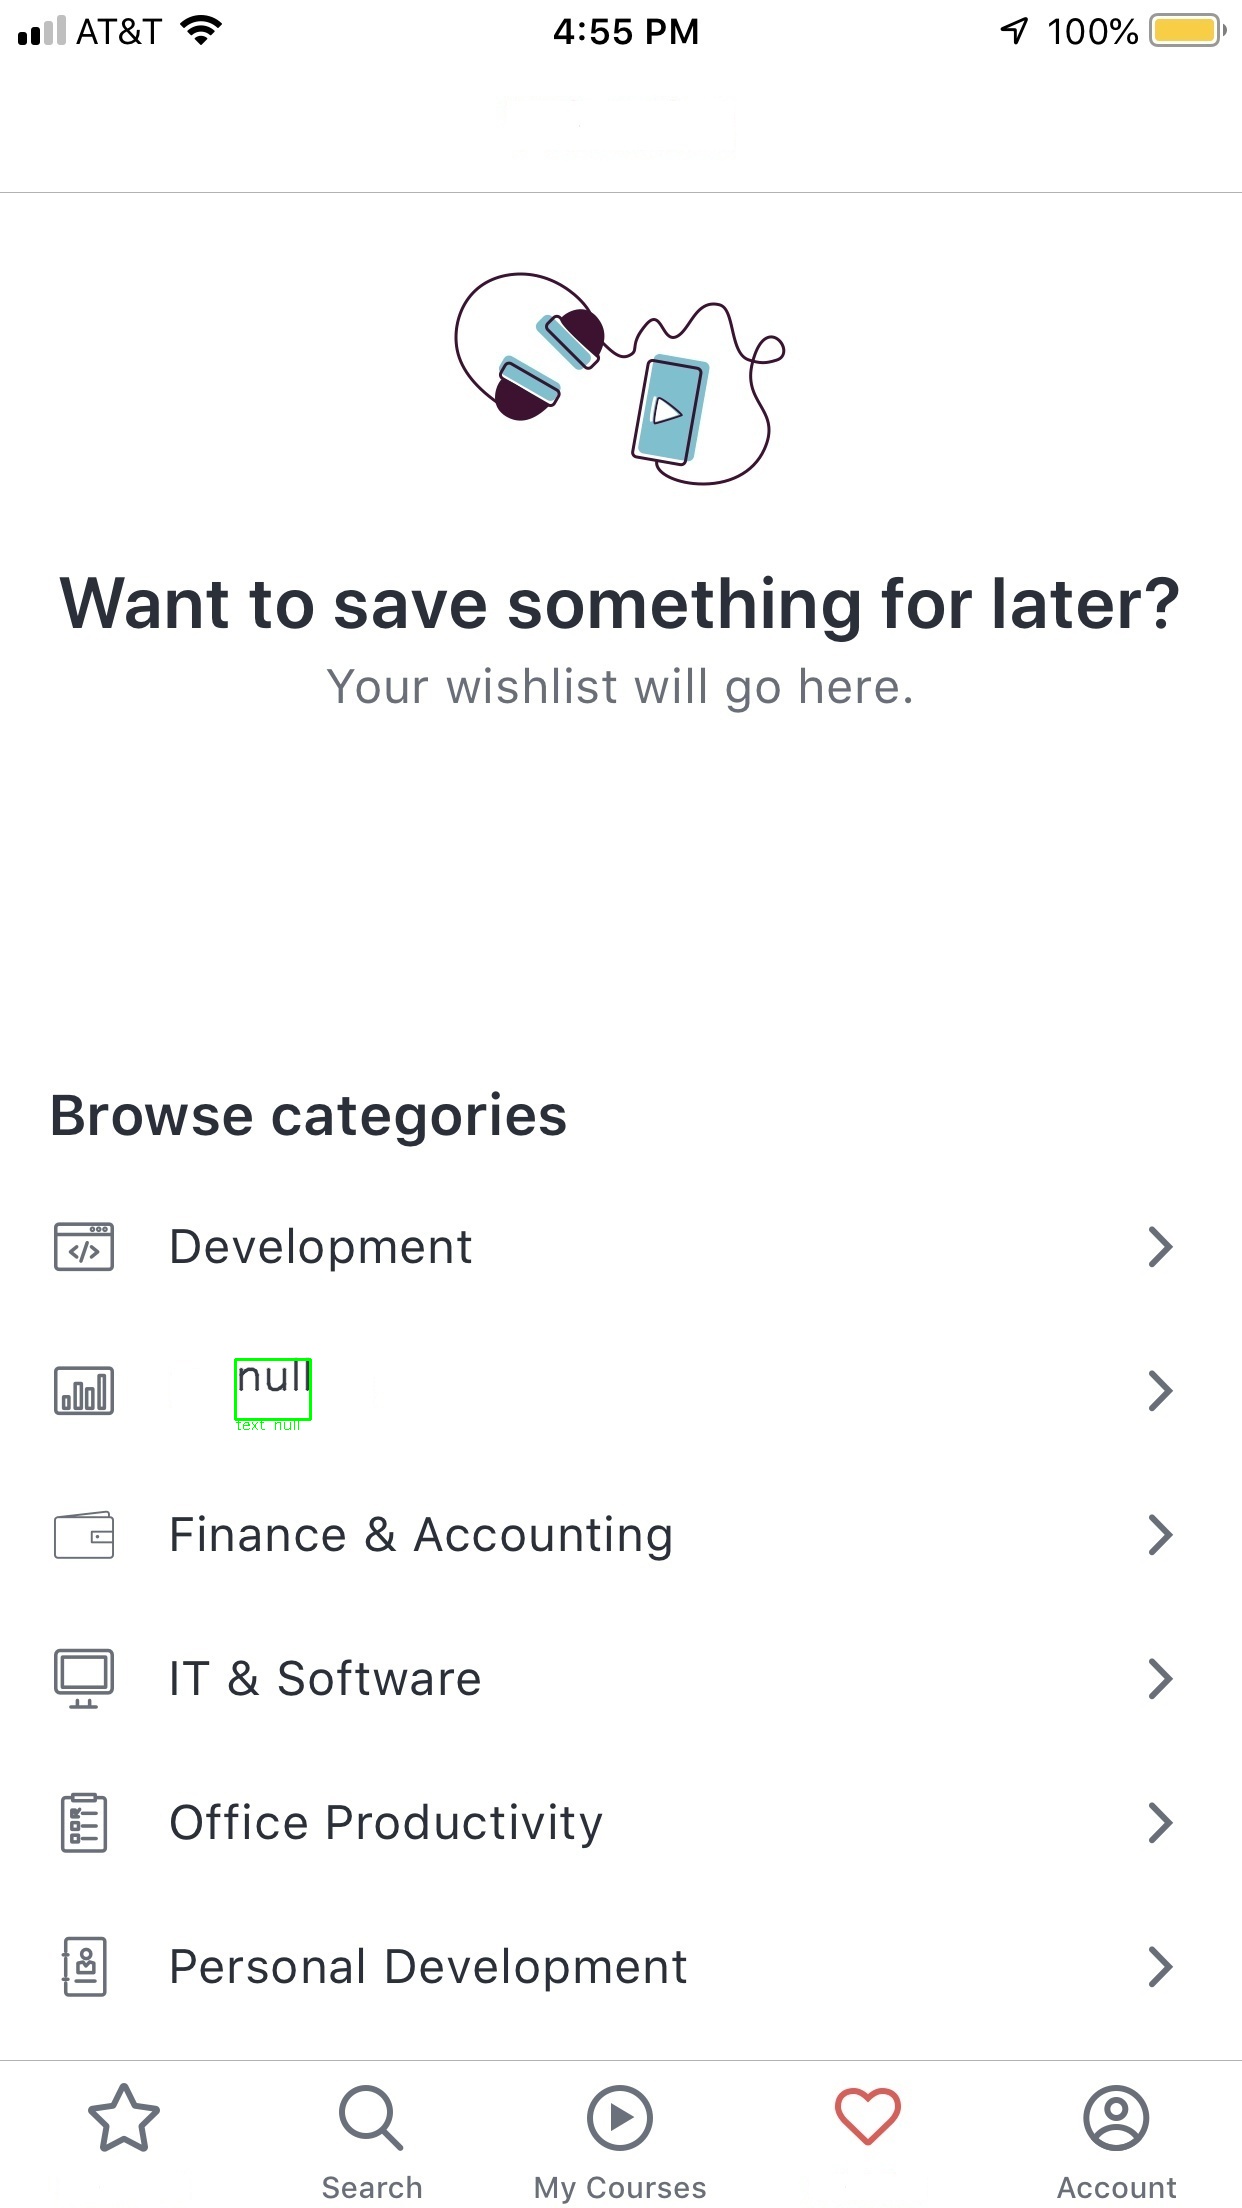 AT&T 4:55 PM 100%
Want to save something for later?
Your wishlist will go here.
Browse categories
Development
null
text null
Finance & Accounting
IT & Software
Office Productivity
Personal Development
Search My Courses Account